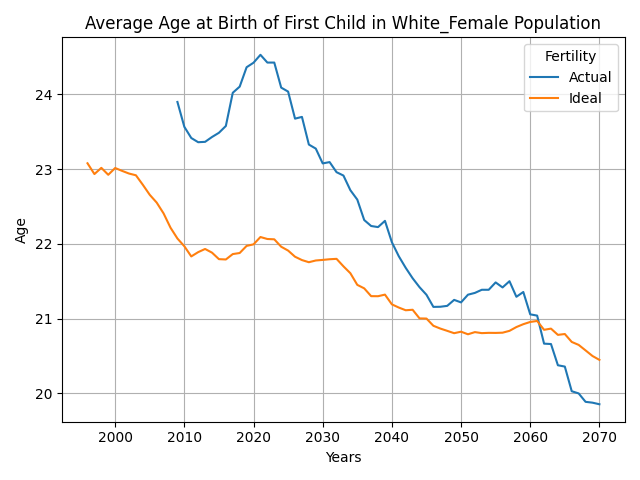 Average Age at Birth of First Child in White_Female Population
Fertility
Actual
Ideal
Age
24
23
22
21
20
2000
2010
2020
2030
2040
2050
2060
2070
Years